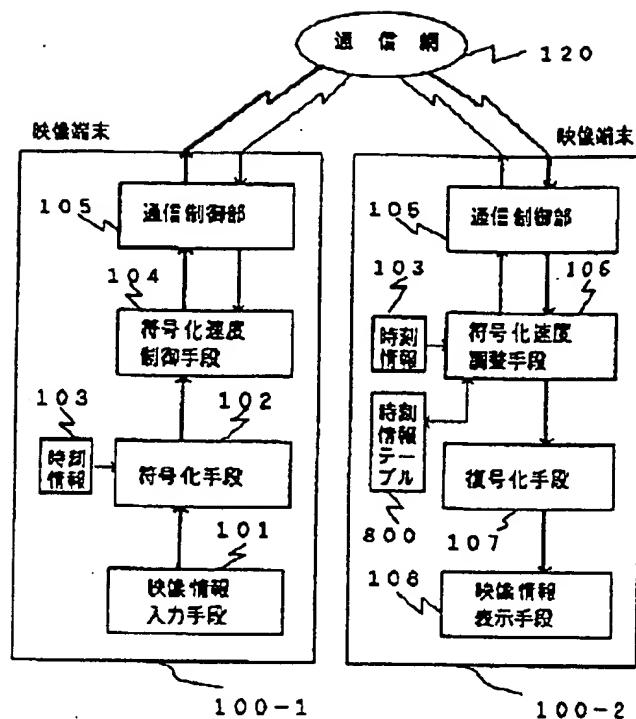 通信網
120
映像端末
105
通信制御部
104
符号化速度
制御手段
103
時刻
情報
102
符号化手段
101
映像情報
入力手段
100-1
映像端末
105
通信制御部
103
時刻
情報
106
符号化速度
調整手段
時刻
情報
テー
ブル
800
復号化手段
107
108
映像情報
表示手段
100-2